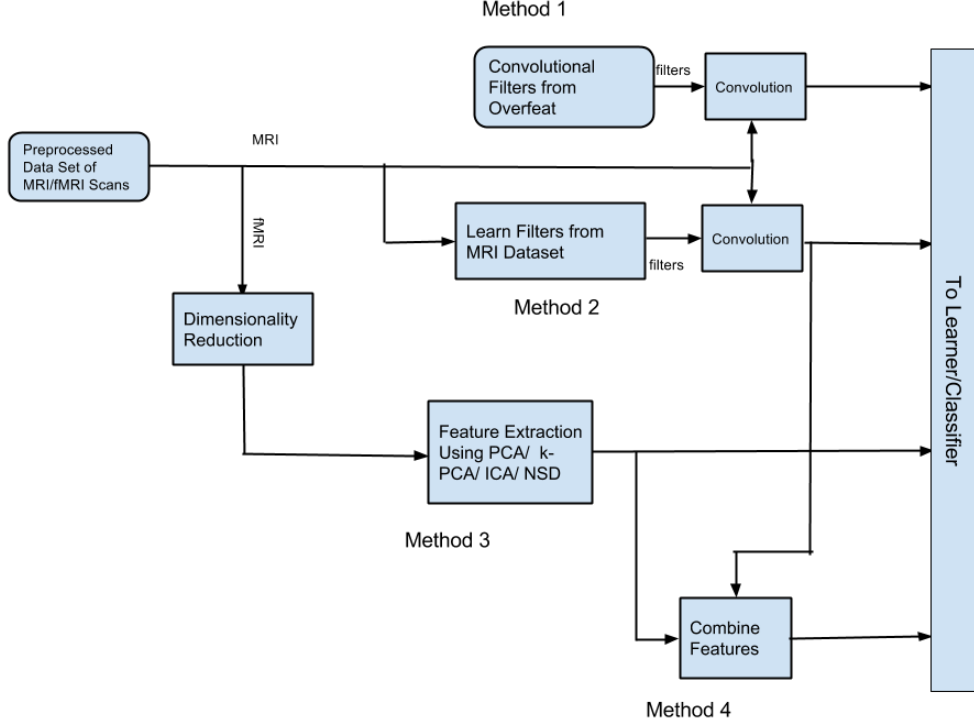 Method 1
Convolutional
Filters from
Overfeat
filters
Convolution
Preprocessed
Data Set of
MRI/fMRI Scans
MRI
fMRI
Learn Filters from
MRI Dataset
filters
Convolution
Method 2
Dimensionality
Reduction
Feature Extraction
Using PCA/ k-
PCA/ ICA/ NSD
Method 3
Combine
Features
Method 4
To Learner/Classifier